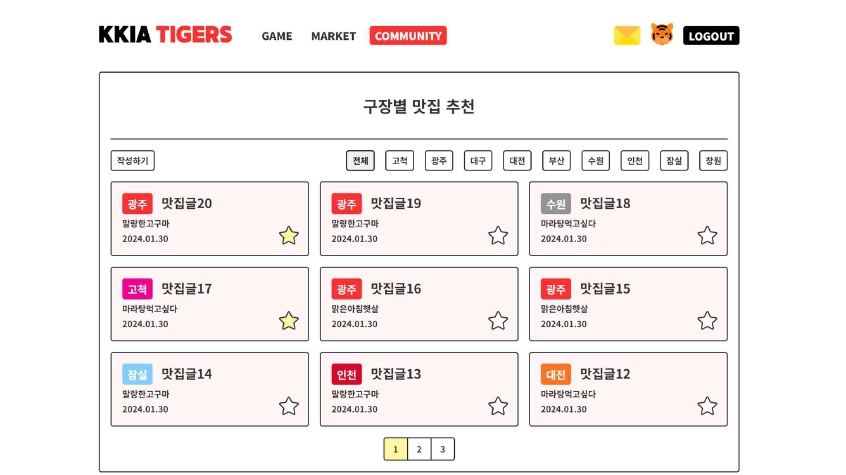 KKIA TIGERS GAME MARKET COMMUNITY LOGOUT
구장별 맛집 추천
작성하기 전체 고척 광주 대구 대전 부산 수원 인천 잠실 창원
광주 맛집글20
말랑한고구마
2024.01.30
광주 맛집글19
말랑한고구마
2024.01.30
수원 맛집글18
마라탕먹고싶다
2024.01.30
고척 맛집글17
마라탕먹고싶다
2024.01.30
광주 맛집글16
맑은아침햇살
2024.01.30
광주 맛집글15
맑은아침햇살
2024.01.30
잠실 맛집글14
말랑한고구마
2024.01.30
인천 맛집글13
말랑한고구마
2024.01.30
대전 맛집글12
마라탕먹고싶다
2024.01.30
1 2 3